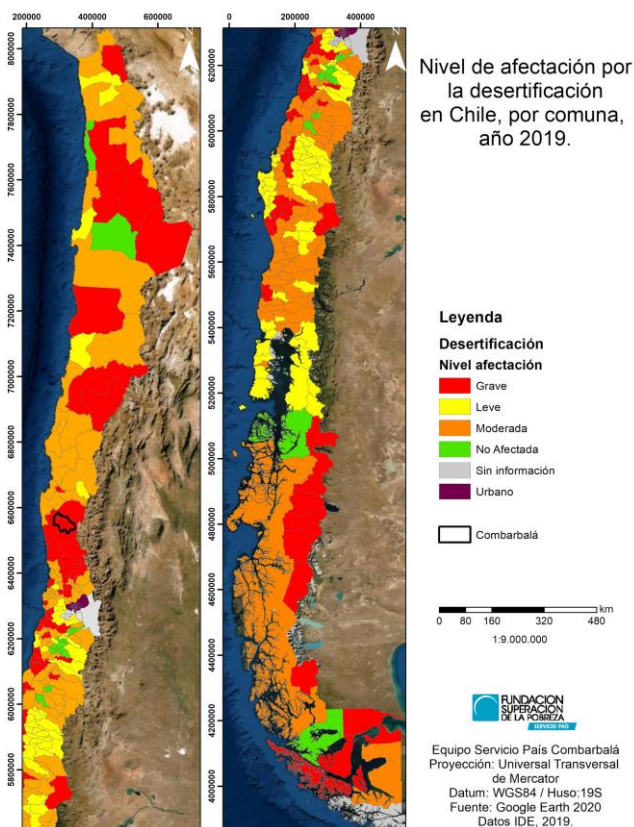 200000 400000 600000
0 200000 400000
N
N
8000000
7800000
7600000
7400000
7200000
7000000
6800000
6600000
6400000
6200000
6000000
5800000
6200000
6000000
5800000
5600000
5400000
5200000
5000000
4800000
4600000
4400000
4200000
4000000
Nivel de afectación por
la desertificación
en Chile, por comuna,
año 2019.
Leyenda
Desertificación
Nivel afectación
Grave
Leve
Moderada
No Afectada
Sin información
Urbano
Combarbalá
km
0 80 160 320 480
1:9.000.000
FUNDACION
SUPERACION
DE LA POBREZA
SERVICIO PAÍS
Equipo Servicio País Combarbalá
Proyección: Universal Transversal
de Mercator
Datum: WGS84 / Huso:19S
Fuente: Google Earth 2020
Datos IDE, 2019.